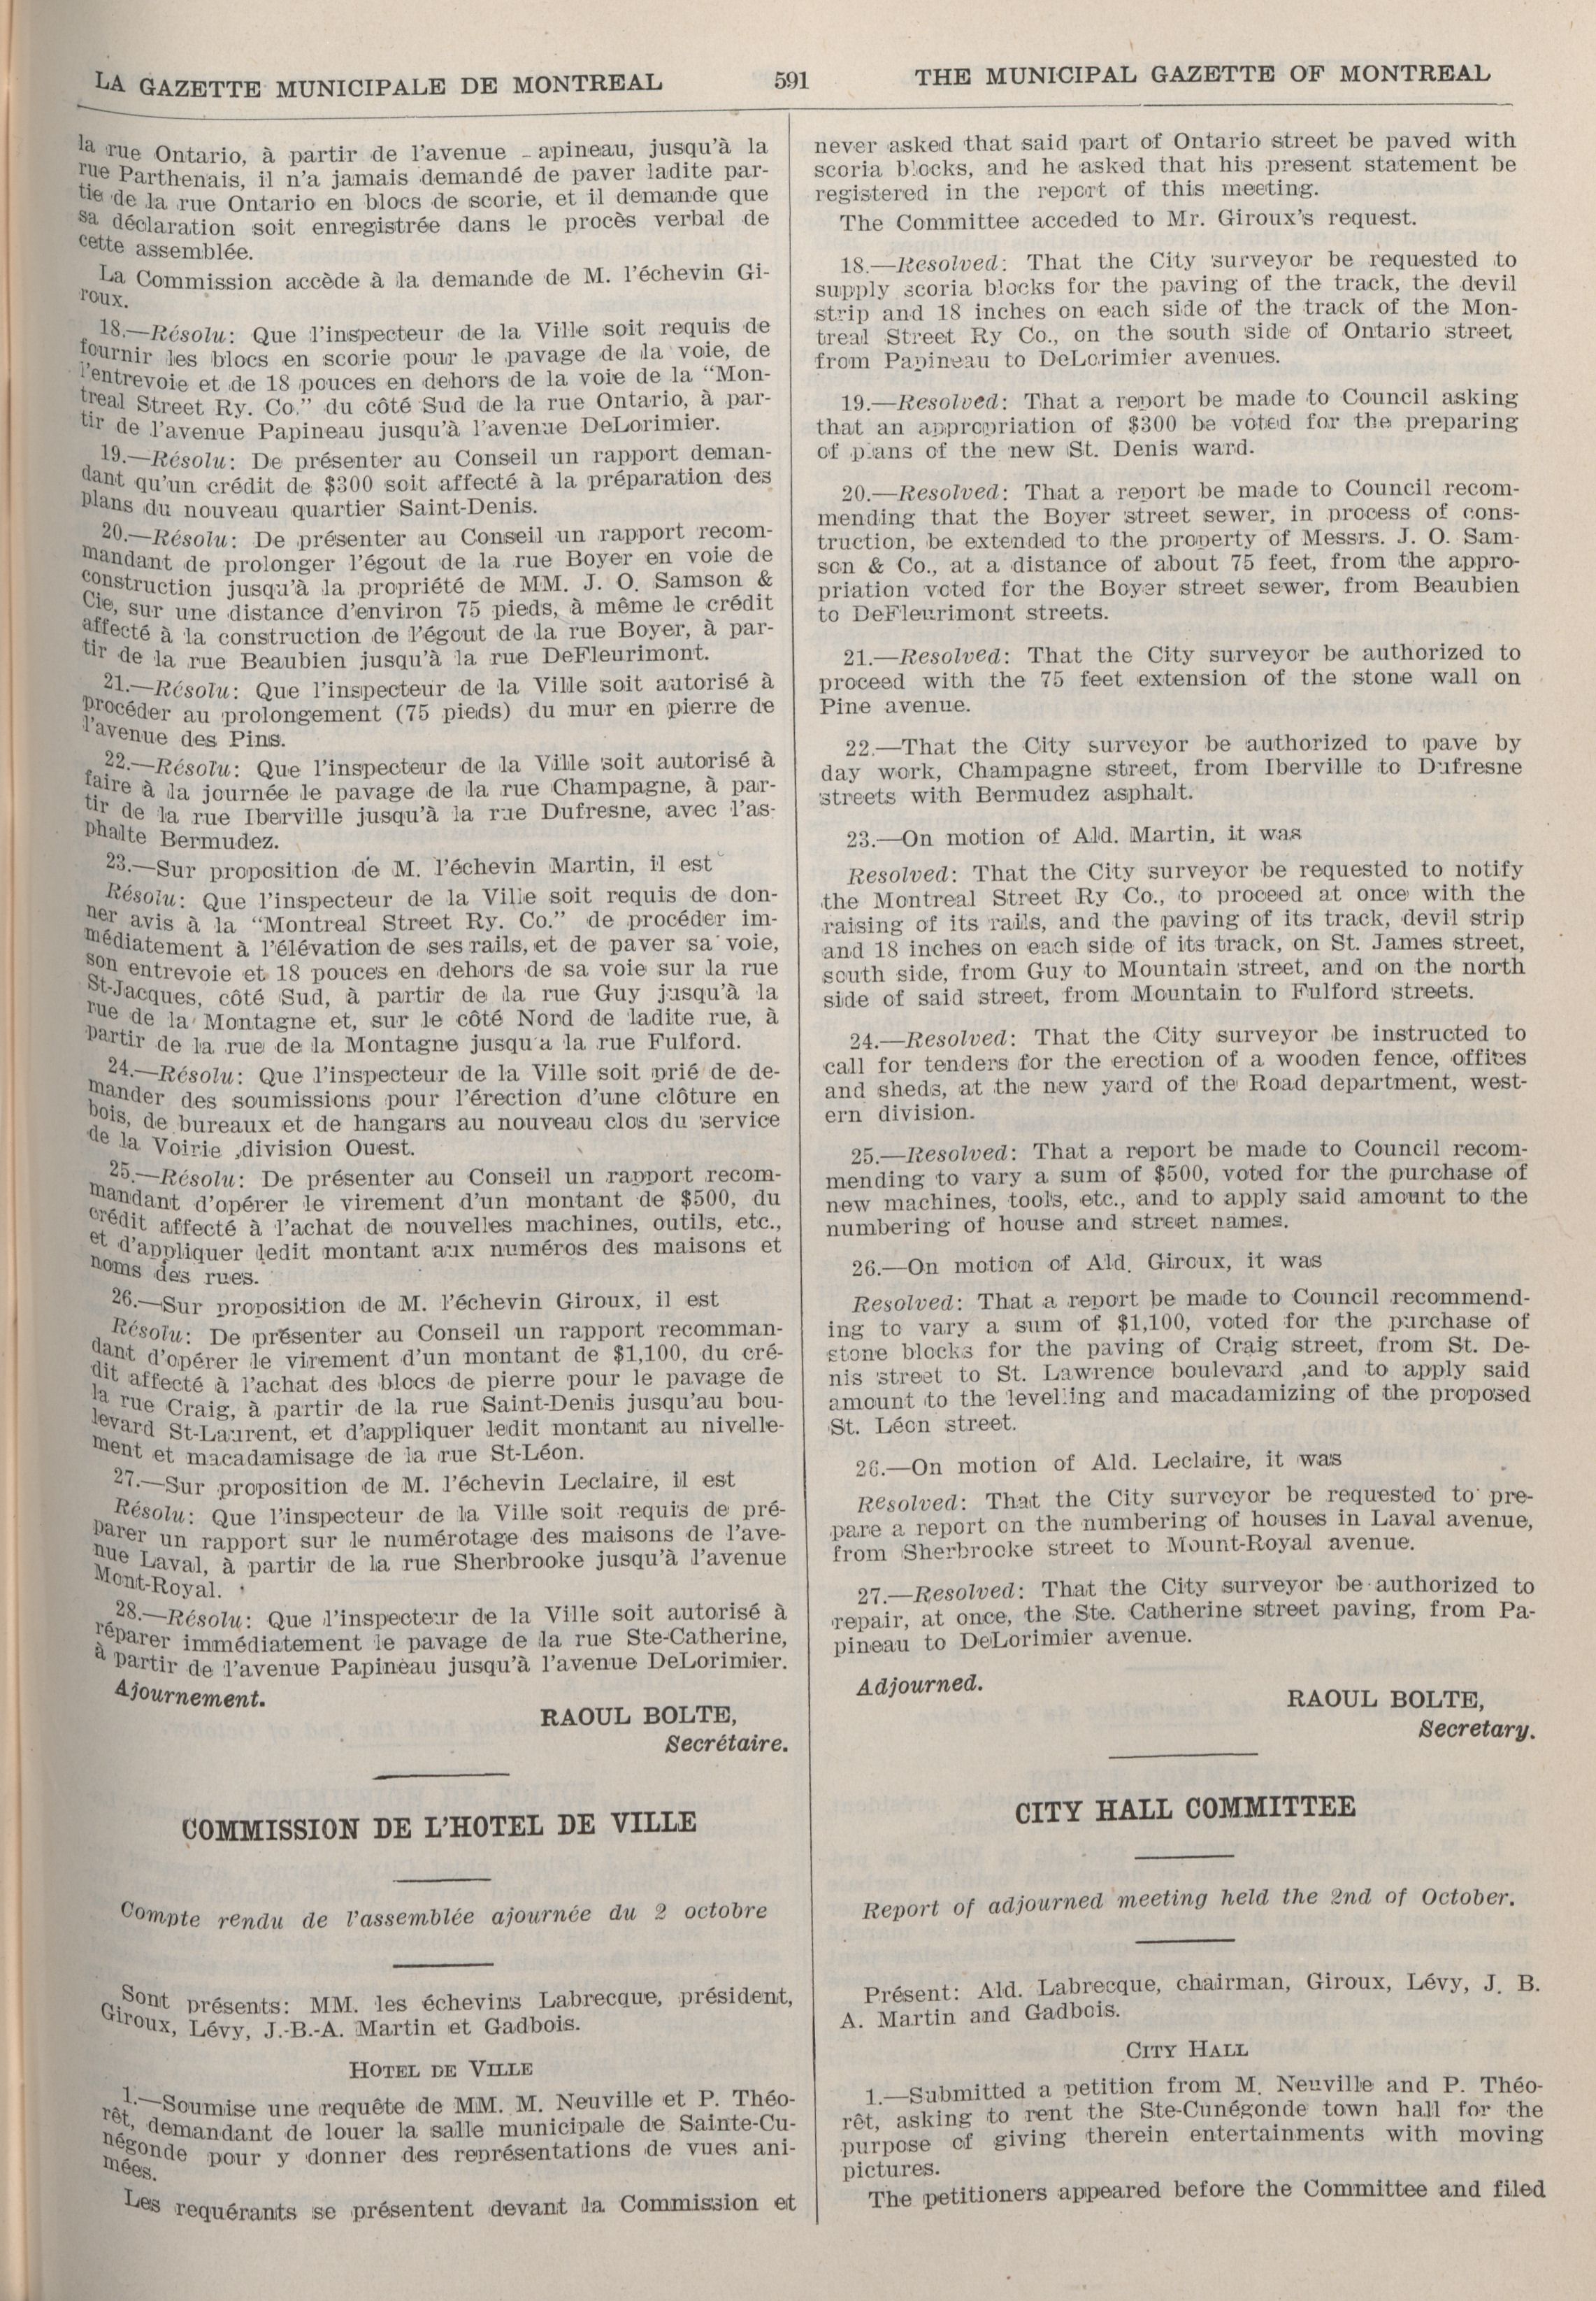 LA GAZETTE MUNICIPALE DE MONTREAL
591
THE MUNICIPAL GAZETTE OF MONTREAL
la rue Ontario, à partir de l'avenue apineau, jusqu'à la
rue Parthenais, il n'a jamais demandé de paver ladite par-
tie de la rue Ontario en blocs de scorie, et il demande que
sa déclaration soit enregistrée dans le procès verbal de
cette assemblée.
La Commission accède à la demande de M. l'échevin Gi-
roux.
18.—Résolu: Que l'inspecteur de la Ville soit requis de
fournir les blocs en scorie pour le pavage de la voie, de
l'entrevoie et de 18 pouces en dehors de la voie de la "Mon-
treal Street Ry. Co." du côté Sud de la rue Ontario, à par-
tir de l'avenue Papineau jusqu'à l'avenue DeLorimier.
19.—Résolu: De présenter au Conseil un rapport deman-
dant qu'un crédit de $300 soit affecté à la préparation des
plans du nouveau quartier Saint-Denis.
20.—Résolu: De présenter au Conseil un rapport recom-
mandant de prolonger l'égout de la rue Boyer en voie de
construction jusqu'à la propriété de MM. J. O. Samson &
Cie, sur une distance d'environ 75 pieds, à même le crédit
affecté à la construction de l'égout de la rue Boyer, à par-
tir de la rue Beaubien jusqu'à la rue DeFleurimont.
21.—Résolu: Que l'inspecteur de la Ville soit autorisé à
procéder au prolongement (75 pieds) du mur en pierre de
l'avenue des Pins.
22.—Résolu: Que l'inspecteur de la Ville soit autorisé à
faire à la journée le pavage de la rue Champagne, à par-
tir de la rue Iberville jusqu'à la rue Dufresne, avec l'as-
phalte Bermudez.
23.—Sur proposition de M. l'échevin Martin, il est
Résolu: Que l'inspecteur de la Ville soit requis de don-
ner avis à la "Montreal Street Ry. Co." de procéder im-
médiatement à l'élévation de ses rails, et de paver sa voie,
son entrevoie et 18 pouces en dehors de sa voie sur la rue
St-Jacques, côté Sud, à partir de la rue Guy jusqu'à la
rue de la Montagne et, sur le côté Nord de ladite rue, à
partir de la rue de la Montagne jusqu'a la rue Fulford.
24.—Résolu: Que l'inspecteur de la Ville soit prié de de-
mander des soumissions pour l'érection d'une clôture en
bois, de bureaux et de hangars au nouveau clos du service
de la Voirie ,division Ouest.
25.—Résolu: De présenter au Conseil un rapport recom-
mandant d'opérer le virement d'un montant de $500, du
crédit affecté à l'achat de nouvelles machines, outils, etc.,
et d'appliquer ledit montant aux numéros des maisons et
noms des rues.
26.—Sur proposition de M. l'échevin Giroux, il est
Résolu: De présenter au Conseil un rapport recomman-
dant d'opérer le virement d'un montant de $1,100, du cré-
dit affecté à l'achat des blocs de pierre pour le pavage de
la rue Craig, à partir de la rue Saint-Denis jusqu'au bou-
levard St-Laurent, et d'appliquer ledit montant au nivelle-
ment et macadamisage de la rue St-Léon.
27.—Sur proposition de M. l'échevin Leclaire, il est
Résolu: Que l'inspecteur de la Ville soit requis de pré-
parer un rapport sur le numérotage des maisons de l'ave-
nue Laval, à partir de la rue Sherbrooke jusqu'à l'avenue
Mont-Royal.
28.—Résolu: Que l'inspecteur de la Ville soit autorisé à
réparer immédiatement le pavage de la rue Ste-Catherine,
à partir de l'avenue Papineau jusqu'à l'avenue DeLorimier.
Ajournement.
RAOUL BOLTE,
Secrétaire.
COMMISSION DE L'HOTEL DE VILLE
Compte rendu de l'assemblée ajournée du 2 octobre
Sont présents: MM. les échevins Labrecque, président,
Giroux, Lévy, J.-B.-A. Martin et Gadbois.
HOTEL DE VILLE
1.—Soumise une requête de MM. M. Neuville et P. Théo-
rêt, demandant de louer la salle municipale de Sainte-Cu-
négonde pour y donner des représentations de vues ani-
mées.
Les requérants se présentent devant la Commission et
never asked that said part of Ontario street be paved with
scoria blocks, and he asked that his present statement be
registered in the report of this meeting.
The Committee acceded to Mr. Giroux's request.
18.—Resolved: That the City surveyor be requested to
supply scoria blocks for the paving of the track, the devil
strip and 18 inches on each side of the track of the Mon-
treal Street Ry Co., on the south side of Ontario street
from Papineau to DeLorimier avenues.
19.—Resolved: That a report be made to Council asking
that an appropriation of $300 be voted for the preparing
of plans of the new St. Denis ward.
20.—Resolved: That a report be made to Council recom-
mending that the Boyer street sewer, in process of cons-
truction, be extended to the property of Messrs. J. O. Sam-
son & Co., at a distance of about 75 feet, from the appro-
priation voted for the Boyer street sewer, from Beaubien
to DeFleurimont streets.
21.—Resolved: That the City surveyor be authorized to
proceed with the 75 feet extension of the stone wall on
Pine avenue.
22.—That the City surveyor be authorized to pave by
day work, Champagne street, from Iberville to Dufresne
streets with Bermudez asphalt.
23.—On motion of Ald. Martin, it was
Resolved: That the City surveyor be requested to notify
the Montreal Street Ry Co., to proceed at once with the
raising of its rails, and the paving of its track, devil strip
and 18 inches on each side of its track, on St. James street,
south side, from Guy to Mountain street, and on the north
side of said street, from Mountain to Fulford streets.
24.—Resolved: That the City surveyor be instructed to
call for tenders for the erection of a wooden fence, offices
and sheds, at the new yard of the Road department, west-
ern division.
25.—Resolved: That a report be made to Council recom-
mending to vary a sum of $500, voted for the purchase of
new machines, tools, etc., and to apply said amount to the
numbering of house and street names.
26.—On motion of Ald. Giroux, it was
Resolved: That a report be made to Council recommend-
ing to vary a sum of $1,100, voted for the purchase of
stone blocks for the paving of Craig street, from St. De-
nis street to St. Lawrence boulevard ,and to apply said
amount to the levelling and macadamizing of the proposed
St. Léon street.
26.—On motion of Ald. Leclaire, it was
Resolved: That the City surveyor be requested to pre-
pare a report on the numbering of houses in Laval avenue,
from Sherbrooke street to Mount-Royal avenue.
27.—Resolved: That the City surveyor be authorized to
repair, at once, the Ste. Catherine street paving, from Pa-
pineau to DeLorimier avenue.
Adjourned.
RAOUL BOLTE,
Secretary.
CITY HALL COMMITTEE
Report of adjourned meeting held the 2nd of October.
Présent: Ald. Labrecque, chairman, Giroux, Lévy, J. B.
A. Martin and Gadbois.
CITY HALL
1.—Submitted a petition from M. Neuville and P. Théo-
rêt, asking to rent the Ste-Cunégonde town hall for the
purpose of giving therein entertainments with moving
pictures.
The petitioners appeared before the Committee and filed